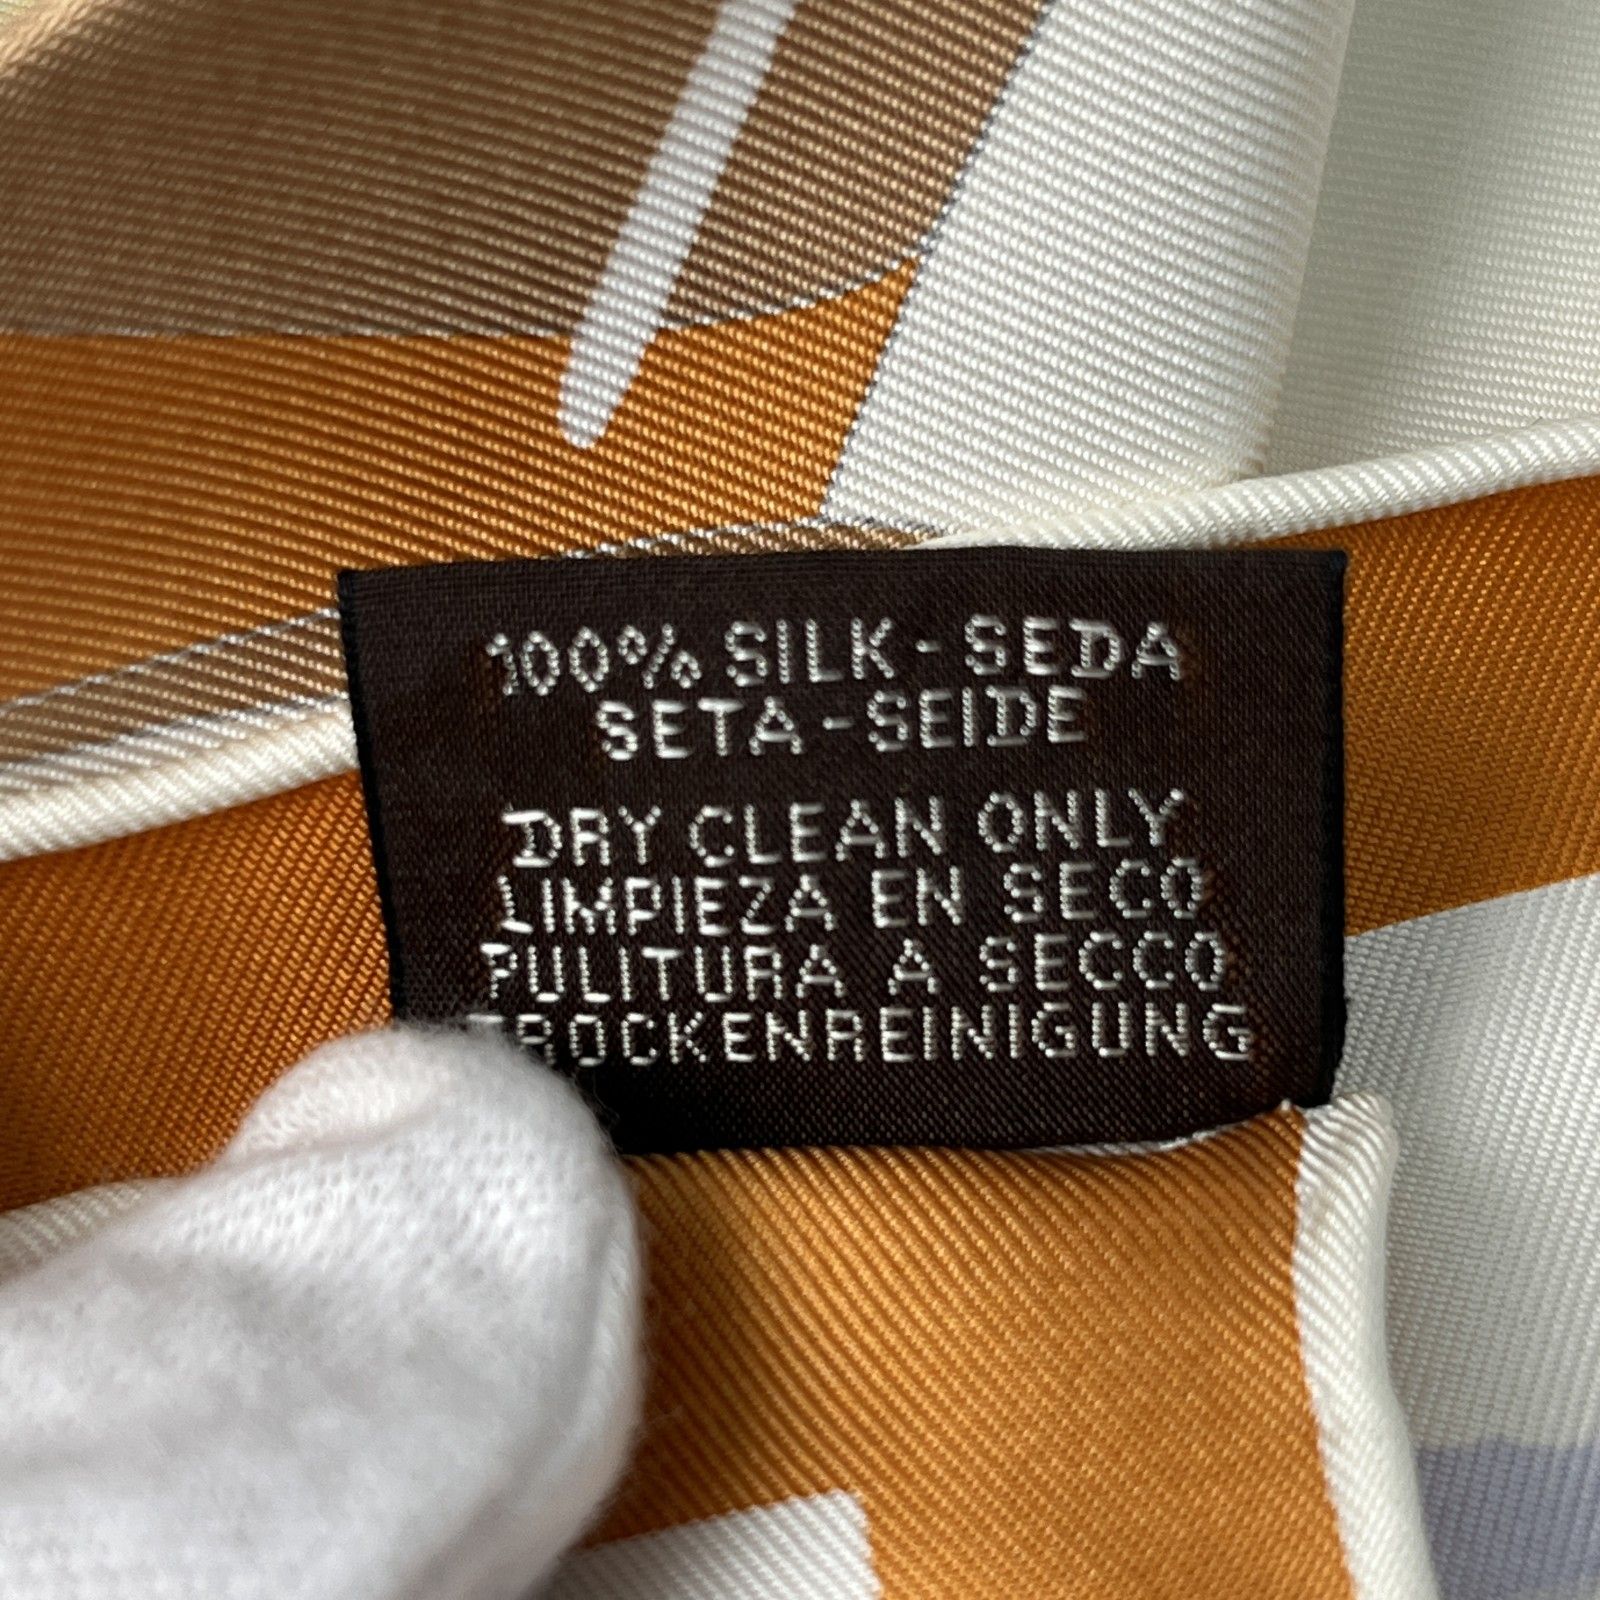 100% SILK - SEDA
SETA - SEIDE
DRY CLEAN ONLY
LIMPIEZA EN SECO
PULITURA A SECCO
TROCKENREINIGUNG